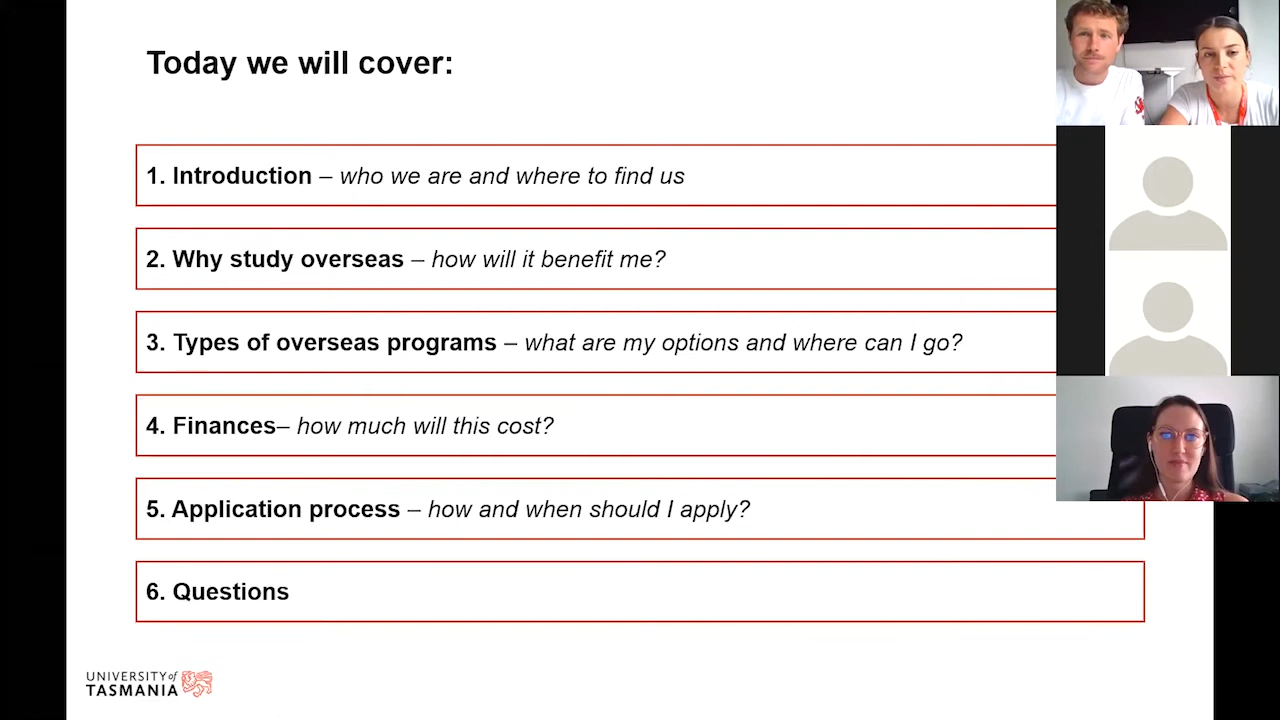 Today we will cover:
1. Introduction – who we are and where to find us
2. Why study overseas – how will it benefit me?
3. Types of overseas programs – what are my options and where can I go?
4. Finances– how much will this cost?
5. Application process – how and when should I apply?
6. Questions
UNIVERSITY of
TASMANIA